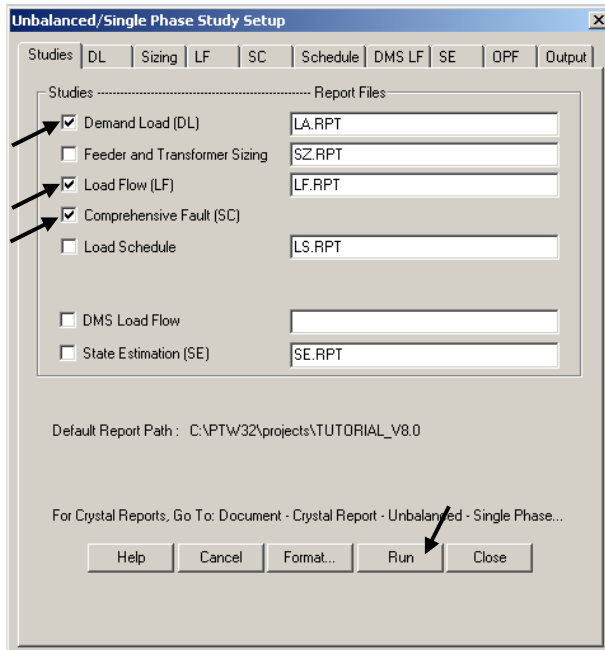 Unbalanced/Single Phase Study Setup
Studies DL Sizing LF SC Schedule DMS LF SE OPF Output
Studies ---------------------------------------------------- Report Files
Demand Load (DL) LA.RPT
Feeder and Transformer Sizing SZ.RPT
Load Flow (LF) LF.RPT
Comprehensive Fault (SC)
Load Schedule LS.RPT
DMS Load Flow
State Estimation (SE) SE.RPT
Default Report Path : C:\PTW32\projects\TUTORIAL_V8.0
For Crystal Reports, Go To: Document - Crystal Report - Unbalanced - Single Phase...
Help Cancel Format... Run Close